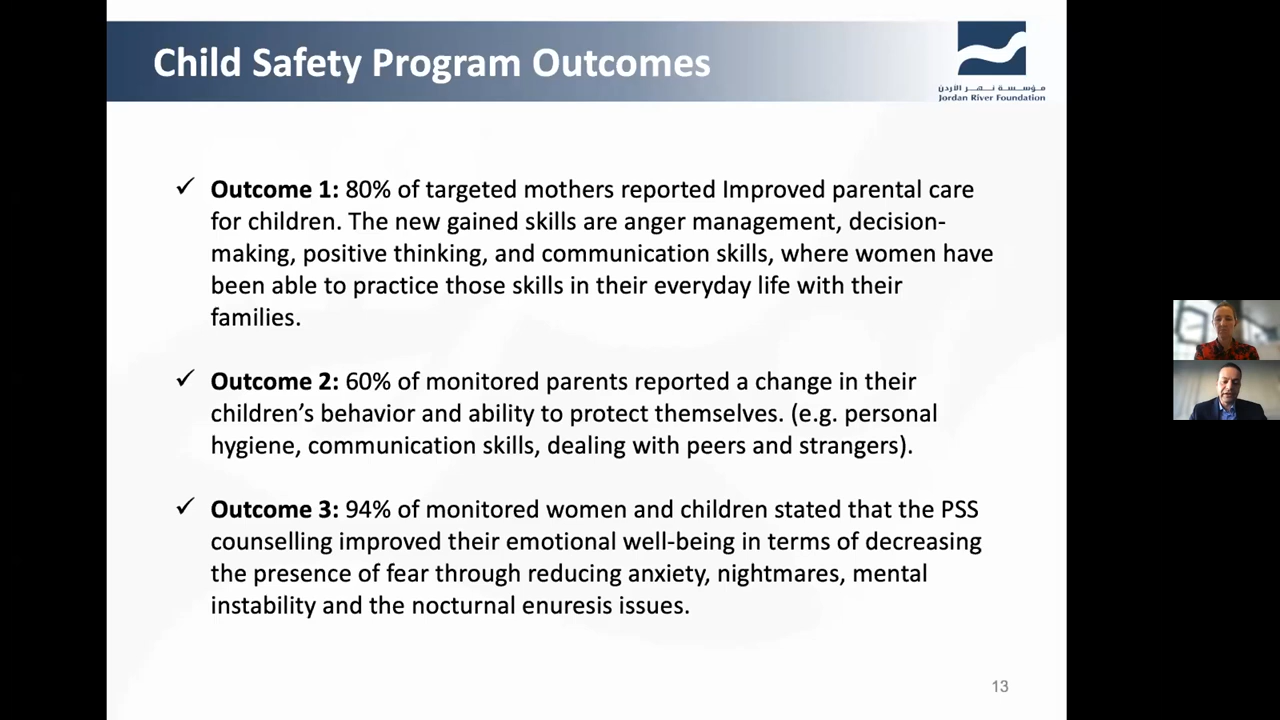 Child Safety Program Outcomes
مؤسسة نهر الأردن
Jordan River Foundation
✓ Outcome 1: 80% of targeted mothers reported Improved parental care
for children. The new gained skills are anger management, decision-
making, positive thinking, and communication skills, where women have
been able to practice those skills in their everyday life with their
families.
✓ Outcome 2: 60% of monitored parents reported a change in their
children’s behavior and ability to protect themselves. (e.g. personal
hygiene, communication skills, dealing with peers and strangers).
✓ Outcome 3: 94% of monitored women and children stated that the PSS
counselling improved their emotional well-being in terms of decreasing
the presence of fear through reducing anxiety, nightmares, mental
instability and the nocturnal enuresis issues.
13